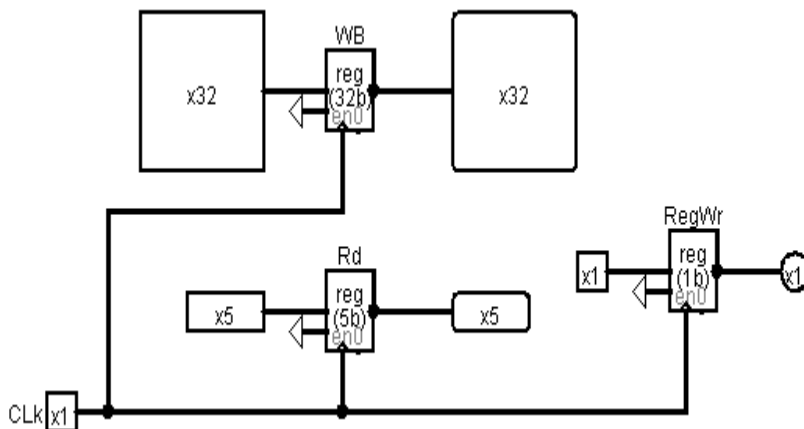 WB
x32
reg
(32b)
en0
x32
RegWr
x1
reg
(1b)
en0
x1
Rd
x5
reg
(5b)
en0
x5
CLk x1